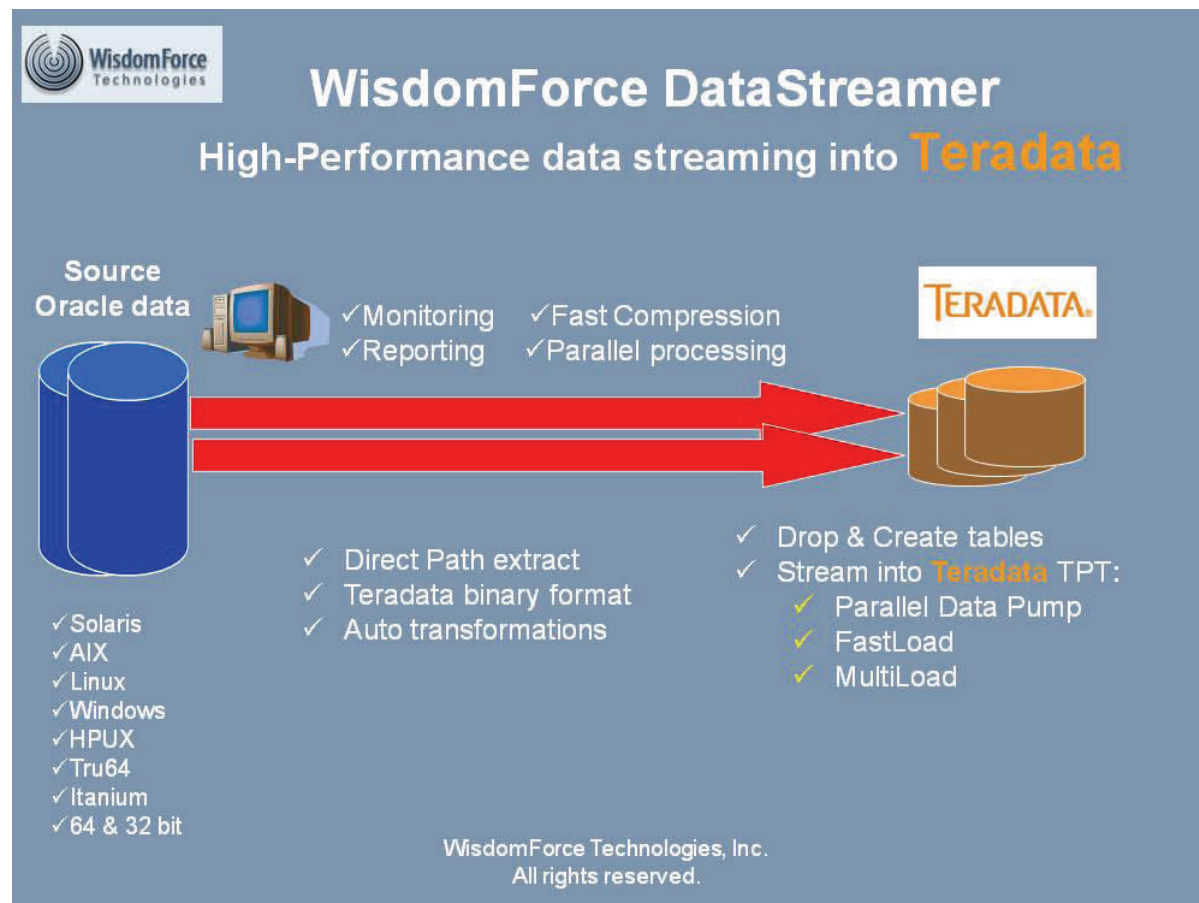 WisdomForce
Technologies
WisdomForce DataStreamer
High-Performance data streaming into Teradata
Source
Oracle data
✓Monitoring ✓Fast Compression
✓Reporting ✓Parallel processing
TERADATA®
✓ Direct Path extract
✓ Teradata binary format
✓ Auto transformations
✓ Drop & Create tables
✓ Stream into Teradata TPT:
✓ Parallel Data Pump
✓ FastLoad
✓ MultiLoad
✓Solaris
✓AIX
✓Linux
✓Windows
✓HPUX
✓Tru64
✓Itanium
✓64 & 32 bit
WisdomForce Technologies, Inc.
All rights reserved.